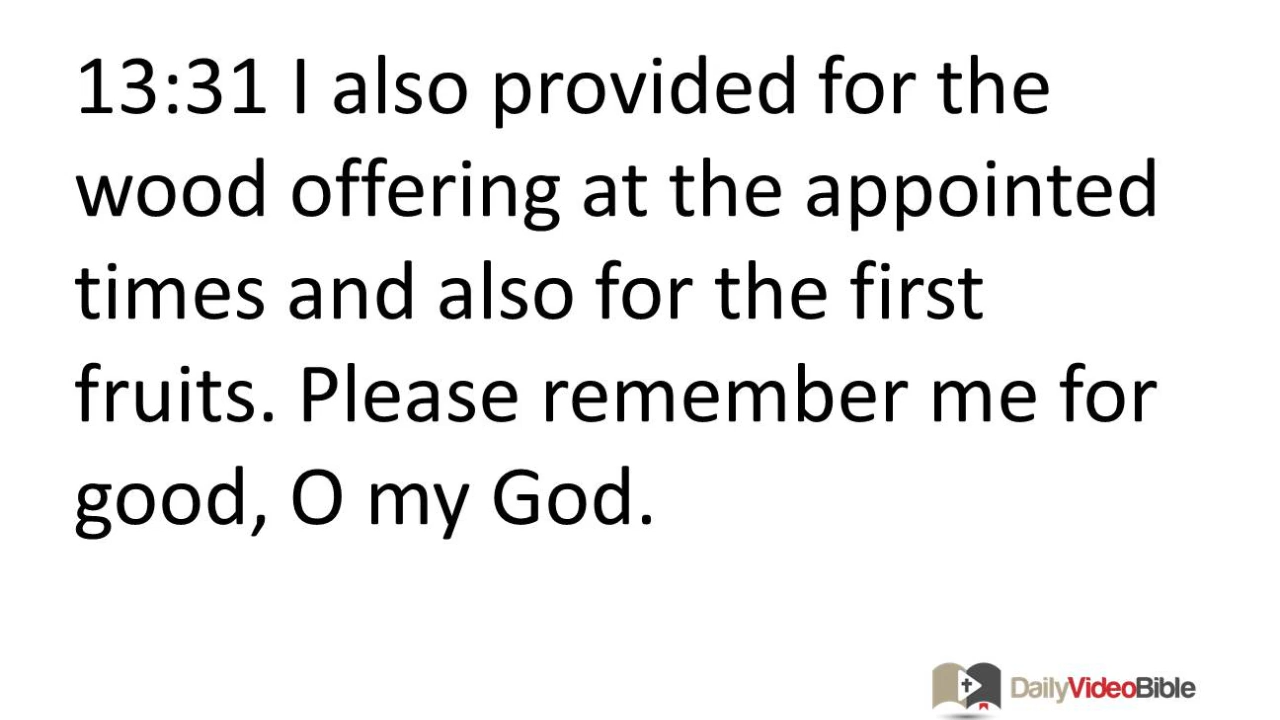 13:31 I also provided for the
wood offering at the appointed
times and also for the first
fruits. Please remember me for
good, O my God.
DailyVideoBible